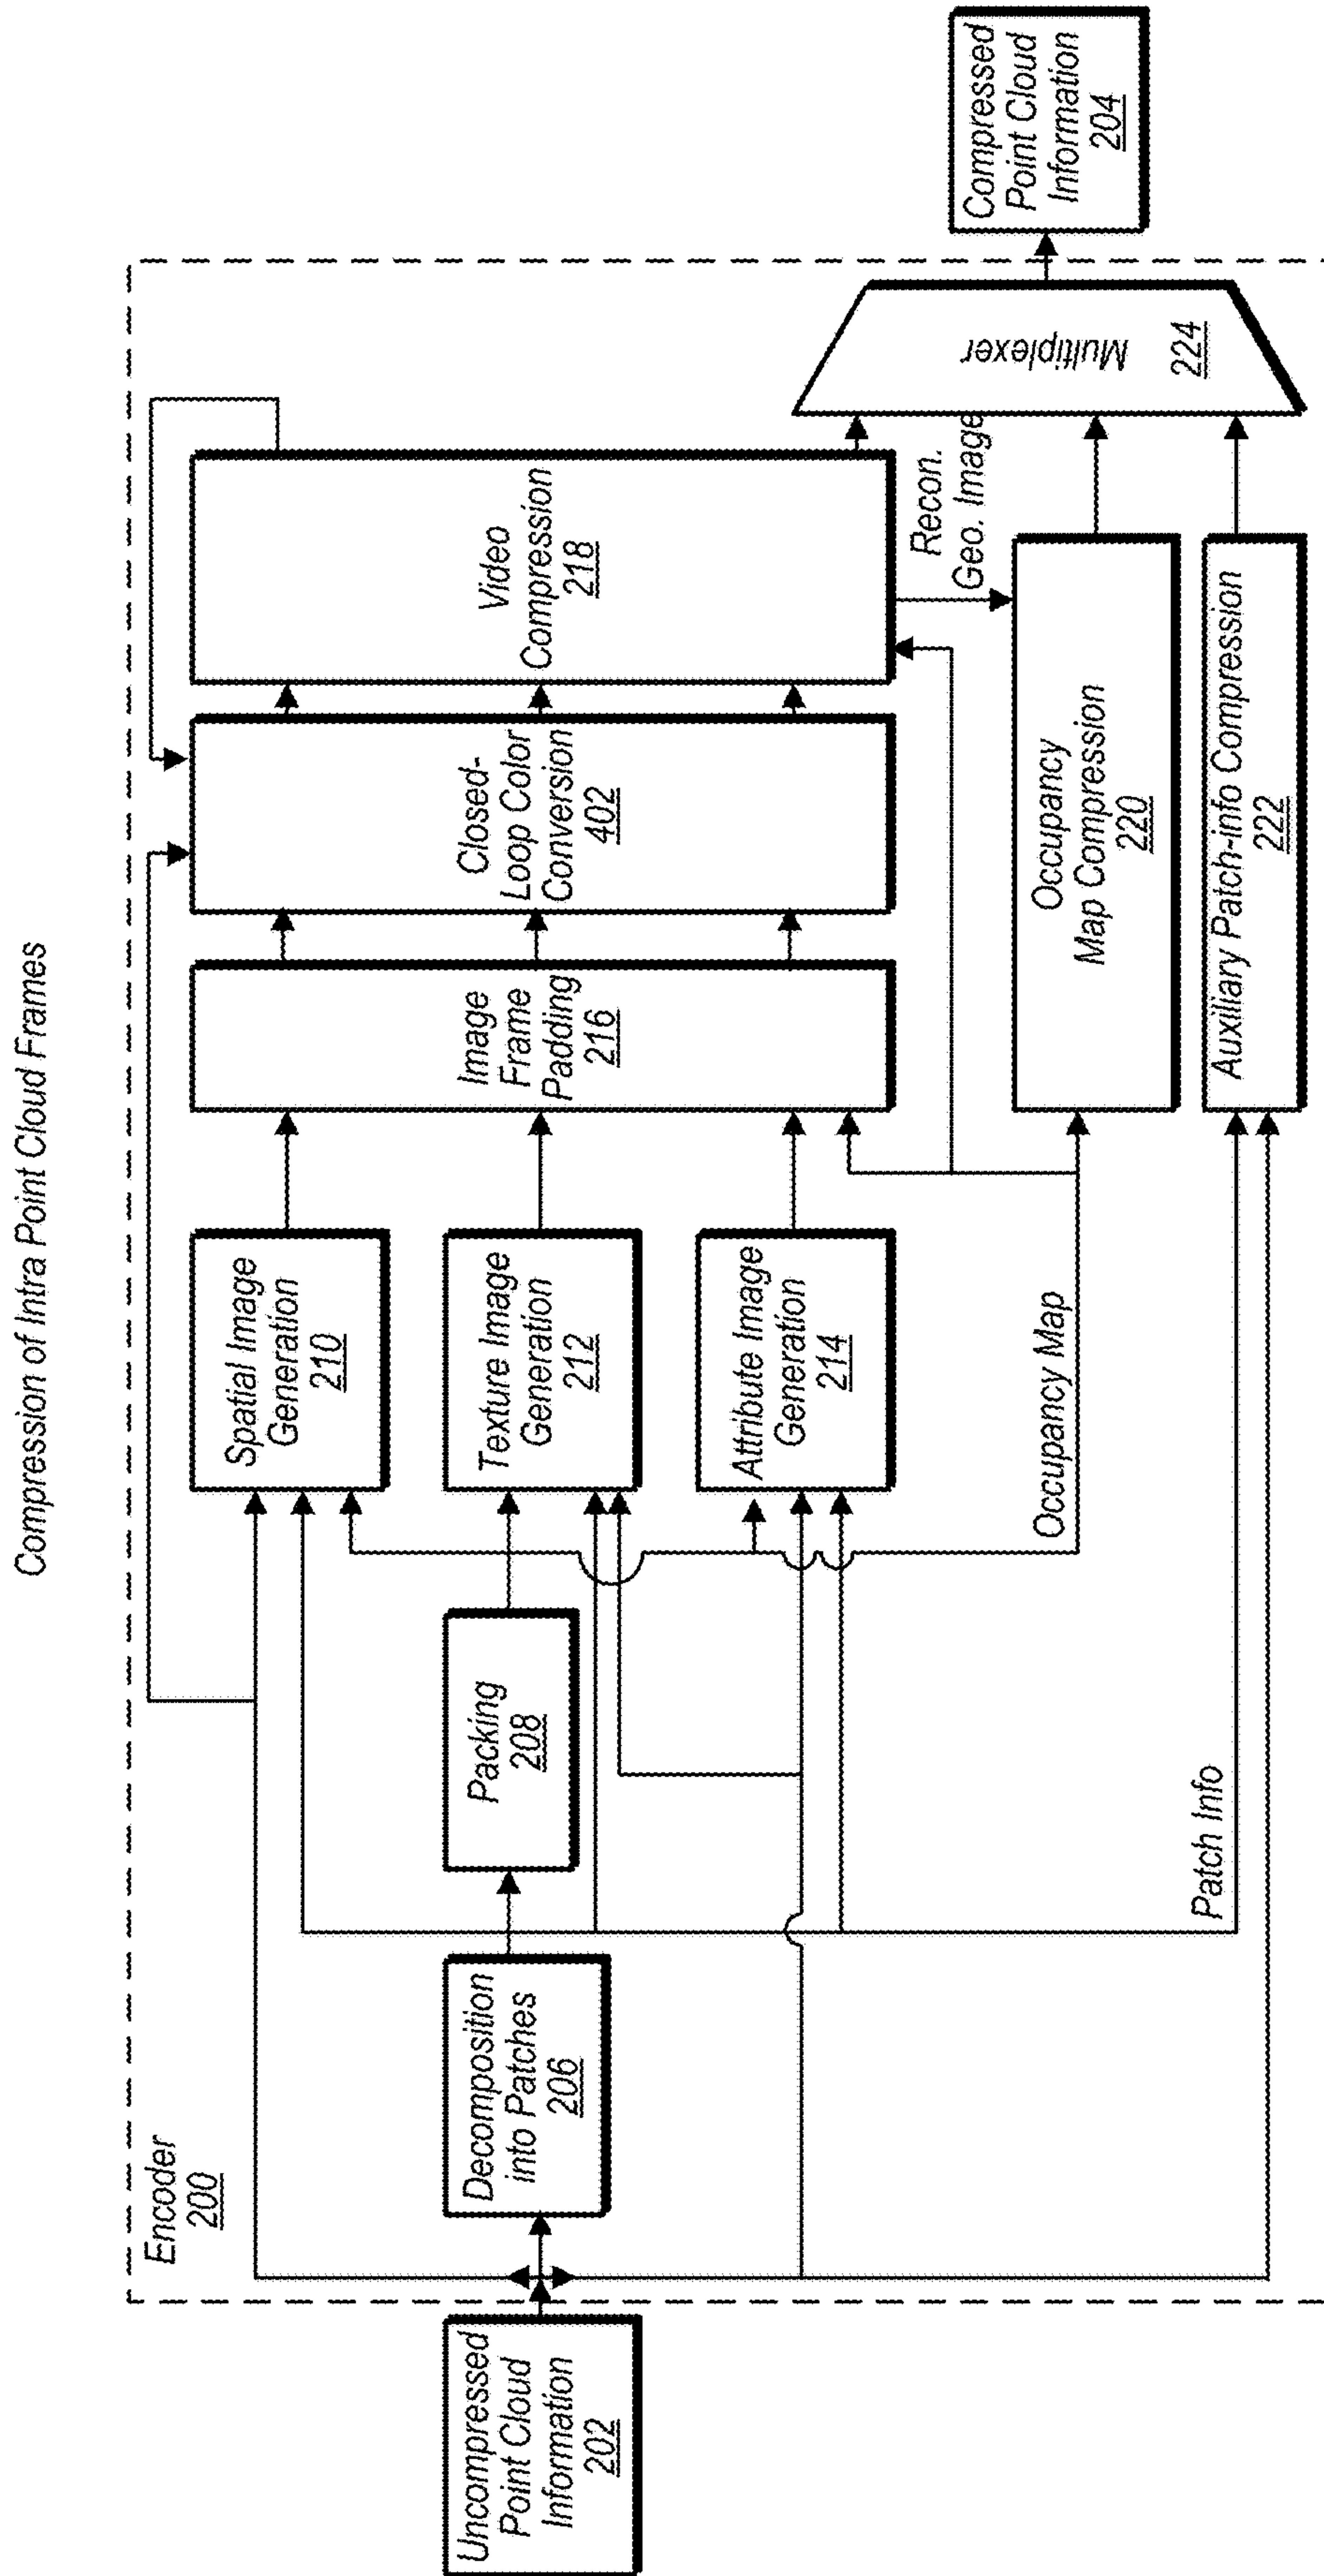 Compression of Intra Point Cloud Frames
Encoder
200
Uncompressed
Point Cloud
Information
202
Decomposition
into Patches
206
Packing
208
Spatial Image
Generation
210
Texture Image
Generation
212
Attribute Image
Generation
214
Image
Frame
Padding
216
Closed-
Loop Color
Conversion
402
Video
Compression
218
Recon.
Geo. Image
Occupancy Map
Patch Info
Occupancy
Map Compression
220
Auxiliary Patch-info Compression
222
Multiplexer
224
Compressed
Point Cloud
Information
204